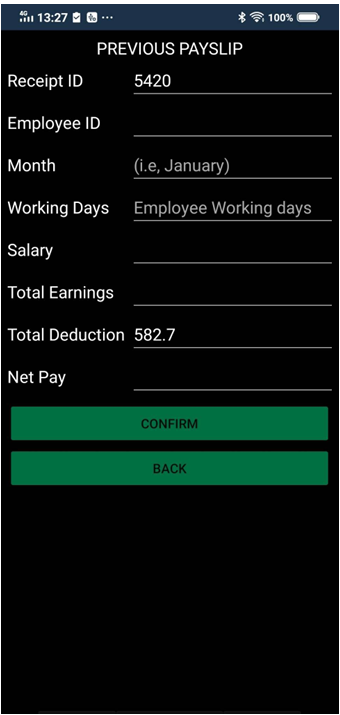 4G 13:27 ··· 100%
PREVIOUS PAYSLIP
Receipt ID 5420
Employee ID
Month (i.e, January)
Working Days Employee Working days
Salary
Total Earnings
Total Deduction 582.7
Net Pay
CONFIRM
BACK